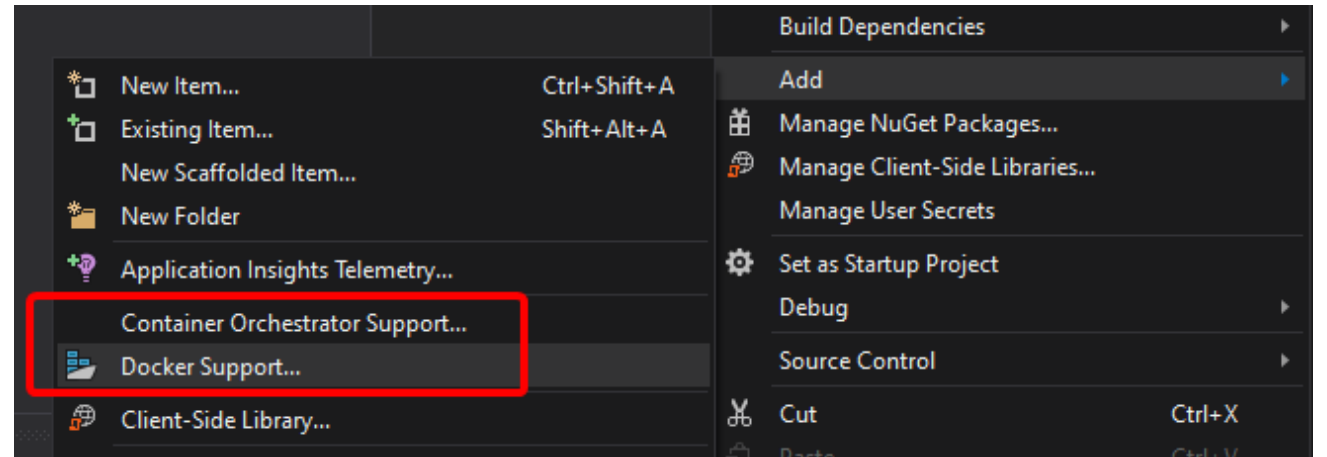 Build Dependencies
Add
Manage NuGet Packages...
Manage Client-Side Libraries...
Manage User Secrets
Set as Startup Project
Debug
Source Control
Cut Ctrl+X
Paste Ctrl+V
New Item... Ctrl+Shift+A
Existing Item... Shift+Alt+A
New Scaffolded Item...
New Folder
Application Insights Telemetry...
Container Orchestrator Support...
Docker Support...
Client-Side Library...